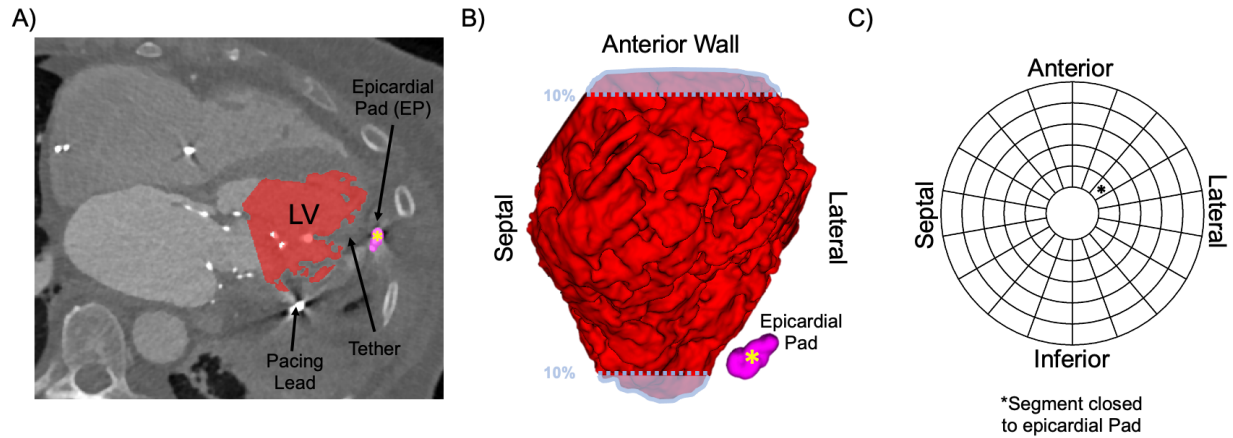 A)
Epicardial
Pad (EP)
*
LV
Pacing
Lead
Tether
B)
Anterior Wall
10%
Septal
Lateral
Epicardial
Pad
*
10%
C)
Anterior
*
Septal
Lateral
Inferior
*Segment closed
to epicardial Pad